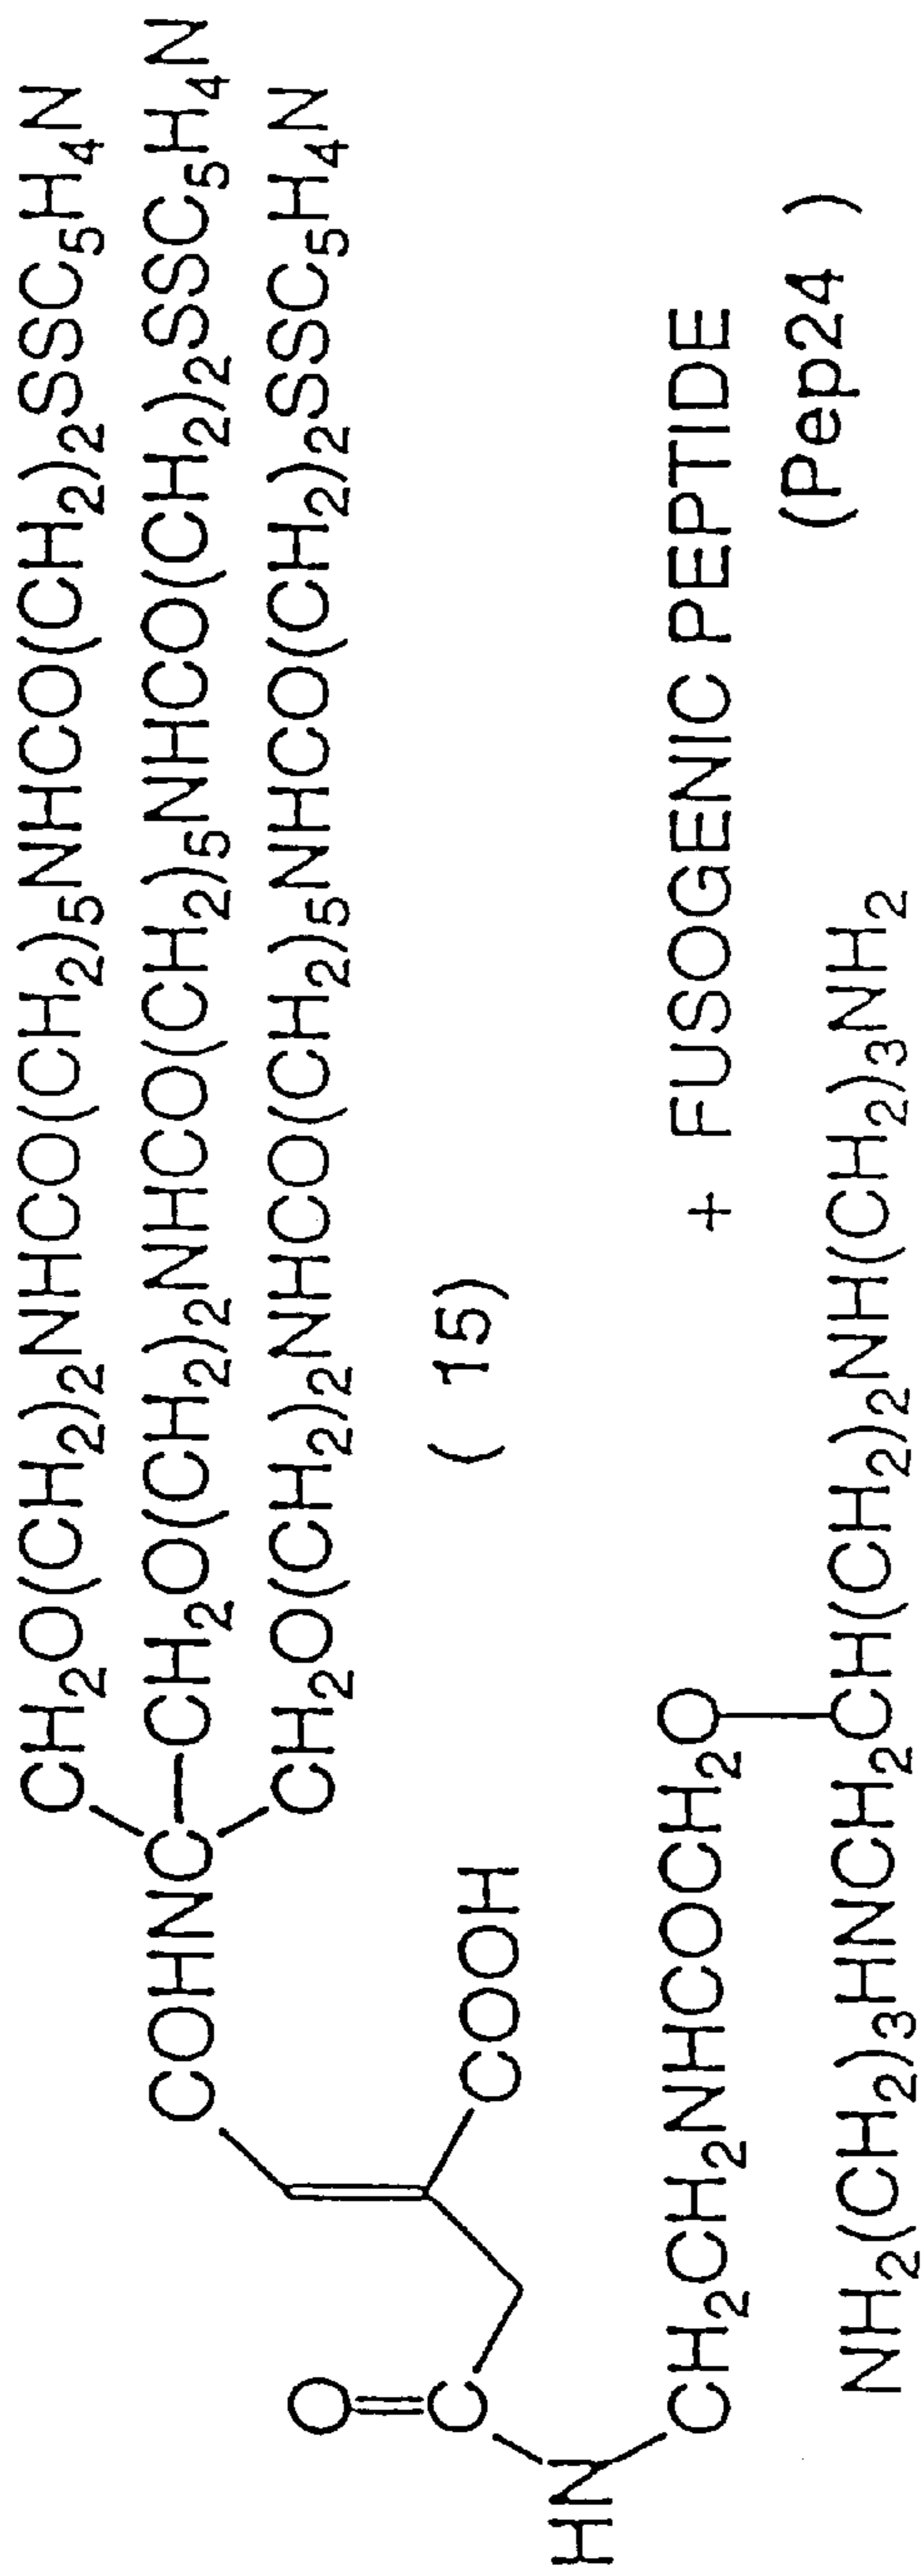 CH₂O(CH₂)₂NHCO(CH₂)₅NHCO(CH₂)₂SSC₅H₄N
COHNC–CH₂O(CH₂)₂NHCO(CH₂)₅NHCO(CH₂)₂SSC₅H₄N
CH₂O(CH₂)₂NHCO(CH₂)₅NHCO(CH₂)₂SSC₅H₄N
O
C
COOH
( 15)
HN
CH₂CH₂NHCOCH₂O
+ FUSOGENIC PEPTIDE
(Pep24 )
NH₂(CH₂)₃HNCH₂CH(CH₂)₂NH(CH₂)₃NH₂